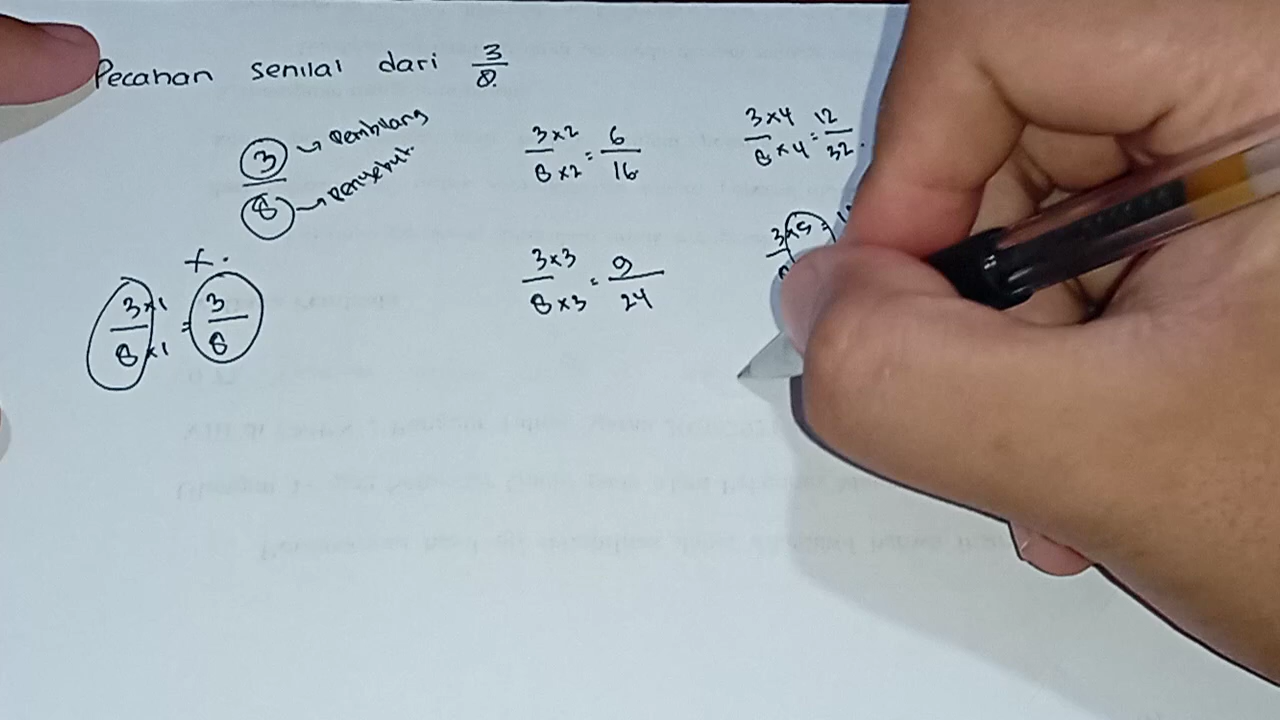 Pecahan senilai dari 3/8
3/8 → Pembilang
→ Penyebut.
x.
3x1/8x1 = 3/8
3x2/8x2 = 6/16
3x3/8x3 = 9/24
3x4/8x4 = 12/32.
3x5 =